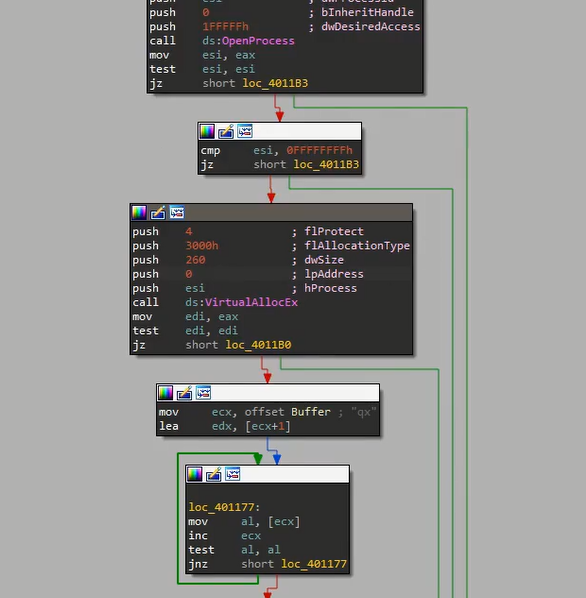 push esi ; dwProcessId
push 0 ; bInheritHandle
push 1FFFFFh ; dwDesiredAccess
call ds:OpenProcess
mov esi, eax
test esi, esi
jz short loc_4011B3
cmp esi, 0FFFFFFFFh
jz short loc_4011B3
push 4 ; flProtect
push 3000h ; flAllocationType
push 260 ; dwSize
push 0 ; lpAddress
push esi ; hProcess
call ds:VirtualAllocEx
mov edi, eax
test edi, edi
jz short loc_4011B0
mov ecx, offset Buffer ; "qx"
lea edx, [ecx+1]
loc_401177:
mov al, [ecx]
inc ecx
test al, al
jnz short loc_401177